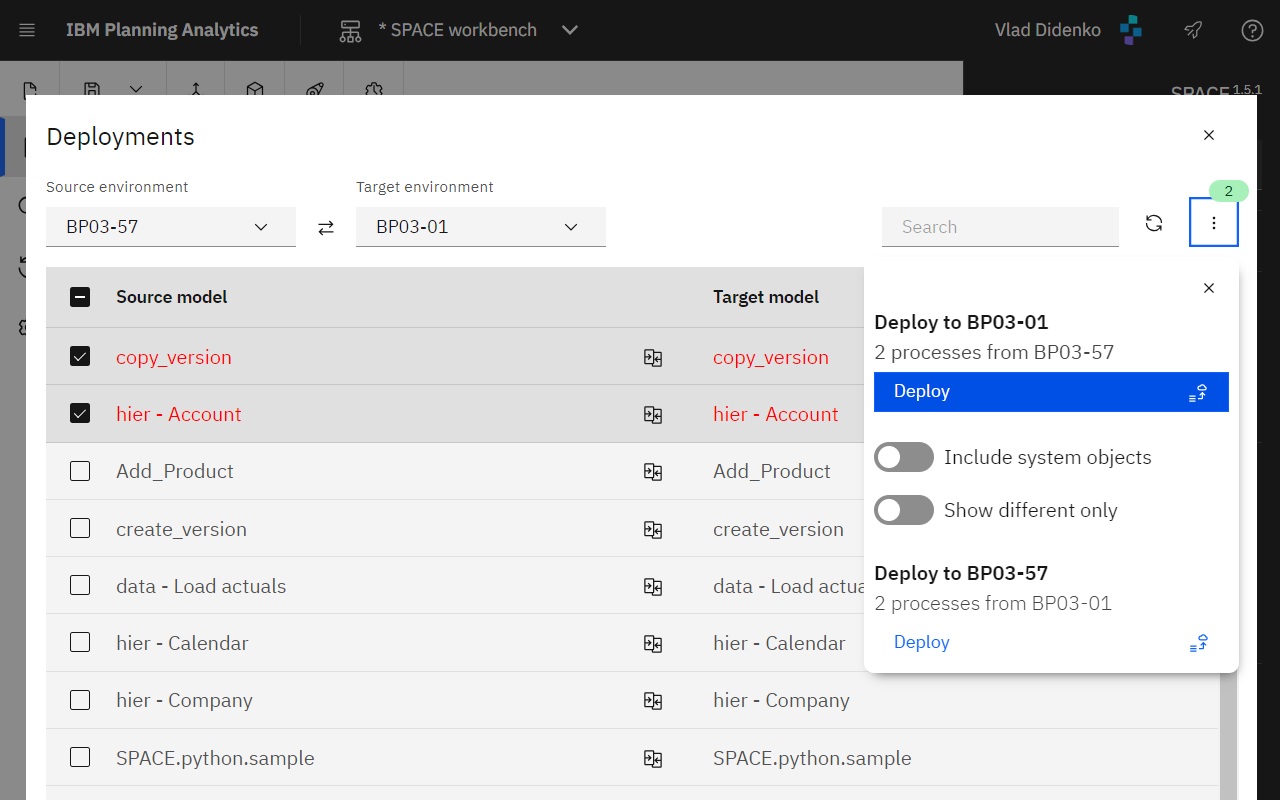 IBM Planning Analytics
* SPACE workbench
Vlad Didenko
SPACE 1.5.1
Deployments
Source environment
Target environment
BP03-57
BP03-01
Search
2
Source model
Target model
copy_version
copy_version
hier - Account
hier - Account
Add_Product
Add_Product
create_version
create_version
data - Load actuals
data - Load actua
hier - Calendar
hier - Calendar
hier - Company
hier - Company
SPACE.python.sample
SPACE.python.sample
Deploy to BP03-01
2 processes from BP03-57
Deploy
Include system objects
Show different only
Deploy to BP03-57
2 processes from BP03-01
Deploy